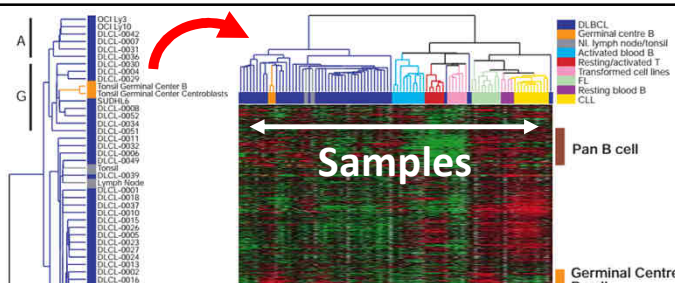 A
G
OCI Ly3
OCI Ly10
DLCL-0042
DLCL-0007
DLCL-0031
DLCL-0036
DLCL-0030
DLCL-0004
DLCL-0029
Tonsil Germinal Center B
Tonsil Germinal Center Centroblasts
SUDHL6
DLCL-0008
DLCL-0052
DLCL-0034
DLCL-0051
DLCL-0011
DLCL-0032
DLCL-0006
DLCL-0049
Tonsil
DLCL-0039
Lymph Node
DLCL-0001
DLCL-0018
DLCL-0037
DLCL-0010
DLCL-0015
DLCL-0026
DLCL-0005
DLCL-0023
DLCL-0027
DLCL-0024
DLCL-0013
DLCL-0002
DLCL-0016
Samples
DLBCL
Germinal centre B
Nl. lymph node/tonsil
Activated blood B
Resting/activated T
Transformed cell lines
FL
Resting blood B
CLL
Pan B cell
Germinal Centre